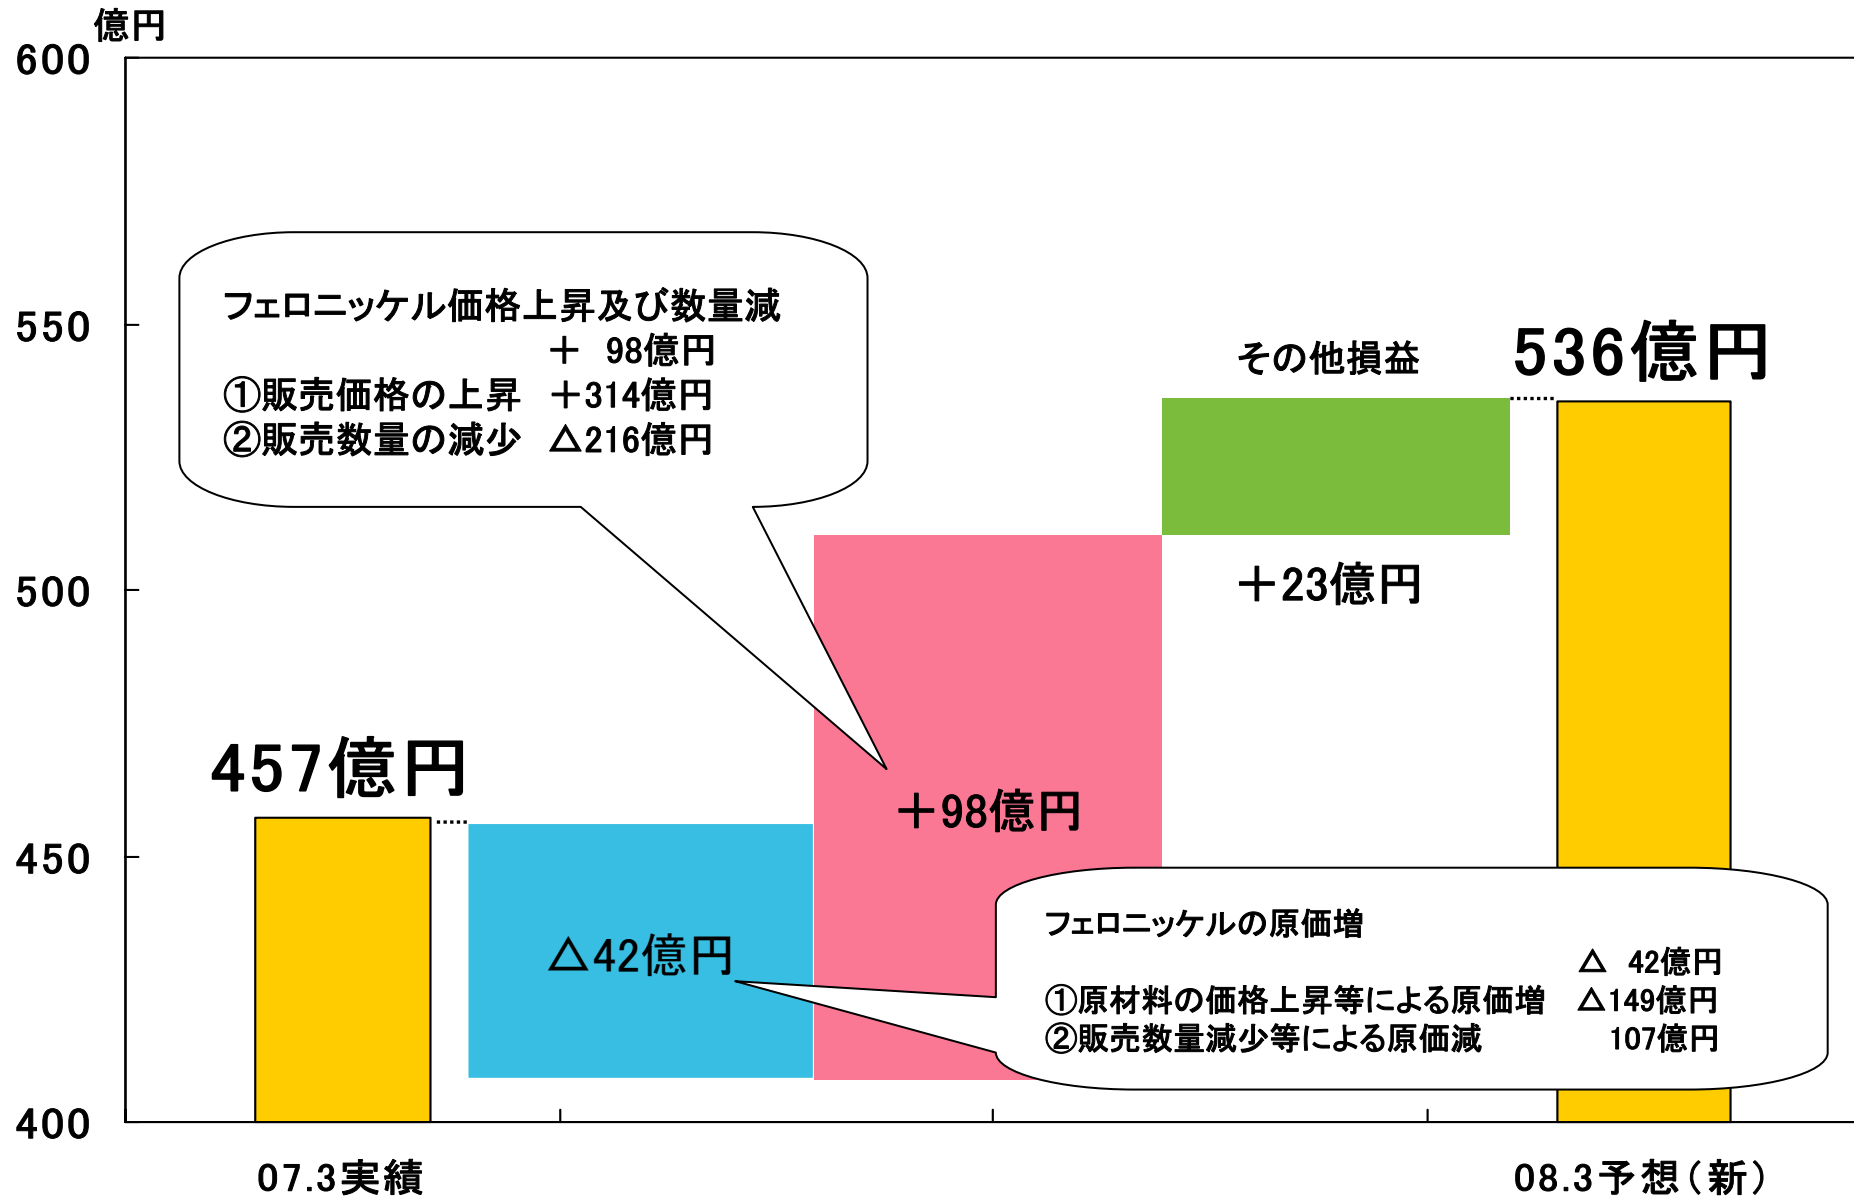 億円
600
550
500
450
400
フェロニッケル価格上昇及び数量減
＋ 98億円
①販売価格の上昇 ＋314億円
②販売数量の減少 △216億円
その他損益
536億円
＋23億円
457億円
＋98億円
△42億円
フェロニッケルの原価増
△ 42億円
①原材料の価格上昇等による原価増 △149億円
②販売数量減少等による原価減 107億円
07.3実績
08.3予想（新）